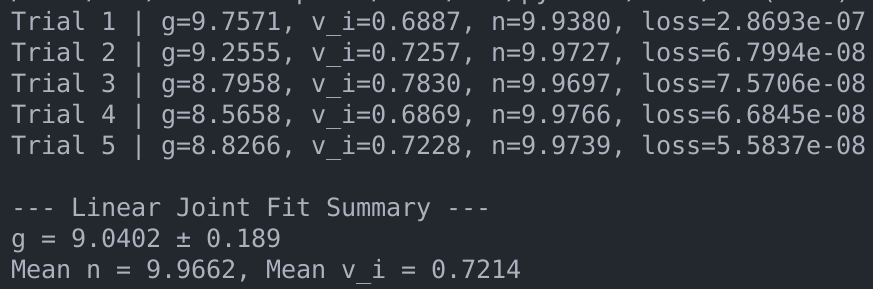 Trial 1 | g=9.7571, v_i=0.6887, n=9.9380, loss=2.8693e-07
Trial 2 | g=9.2555, v_i=0.7257, n=9.9727, loss=6.7994e-08
Trial 3 | g=8.7958, v_i=0.7830, n=9.9697, loss=7.5706e-08
Trial 4 | g=8.5658, v_i=0.6869, n=9.9766, loss=6.6845e-08
Trial 5 | g=8.8266, v_i=0.7228, n=9.9739, loss=5.5837e-08
--- Linear Joint Fit Summary ---
g = 9.0402 ± 0.189
Mean n = 9.9662, Mean v_i = 0.7214